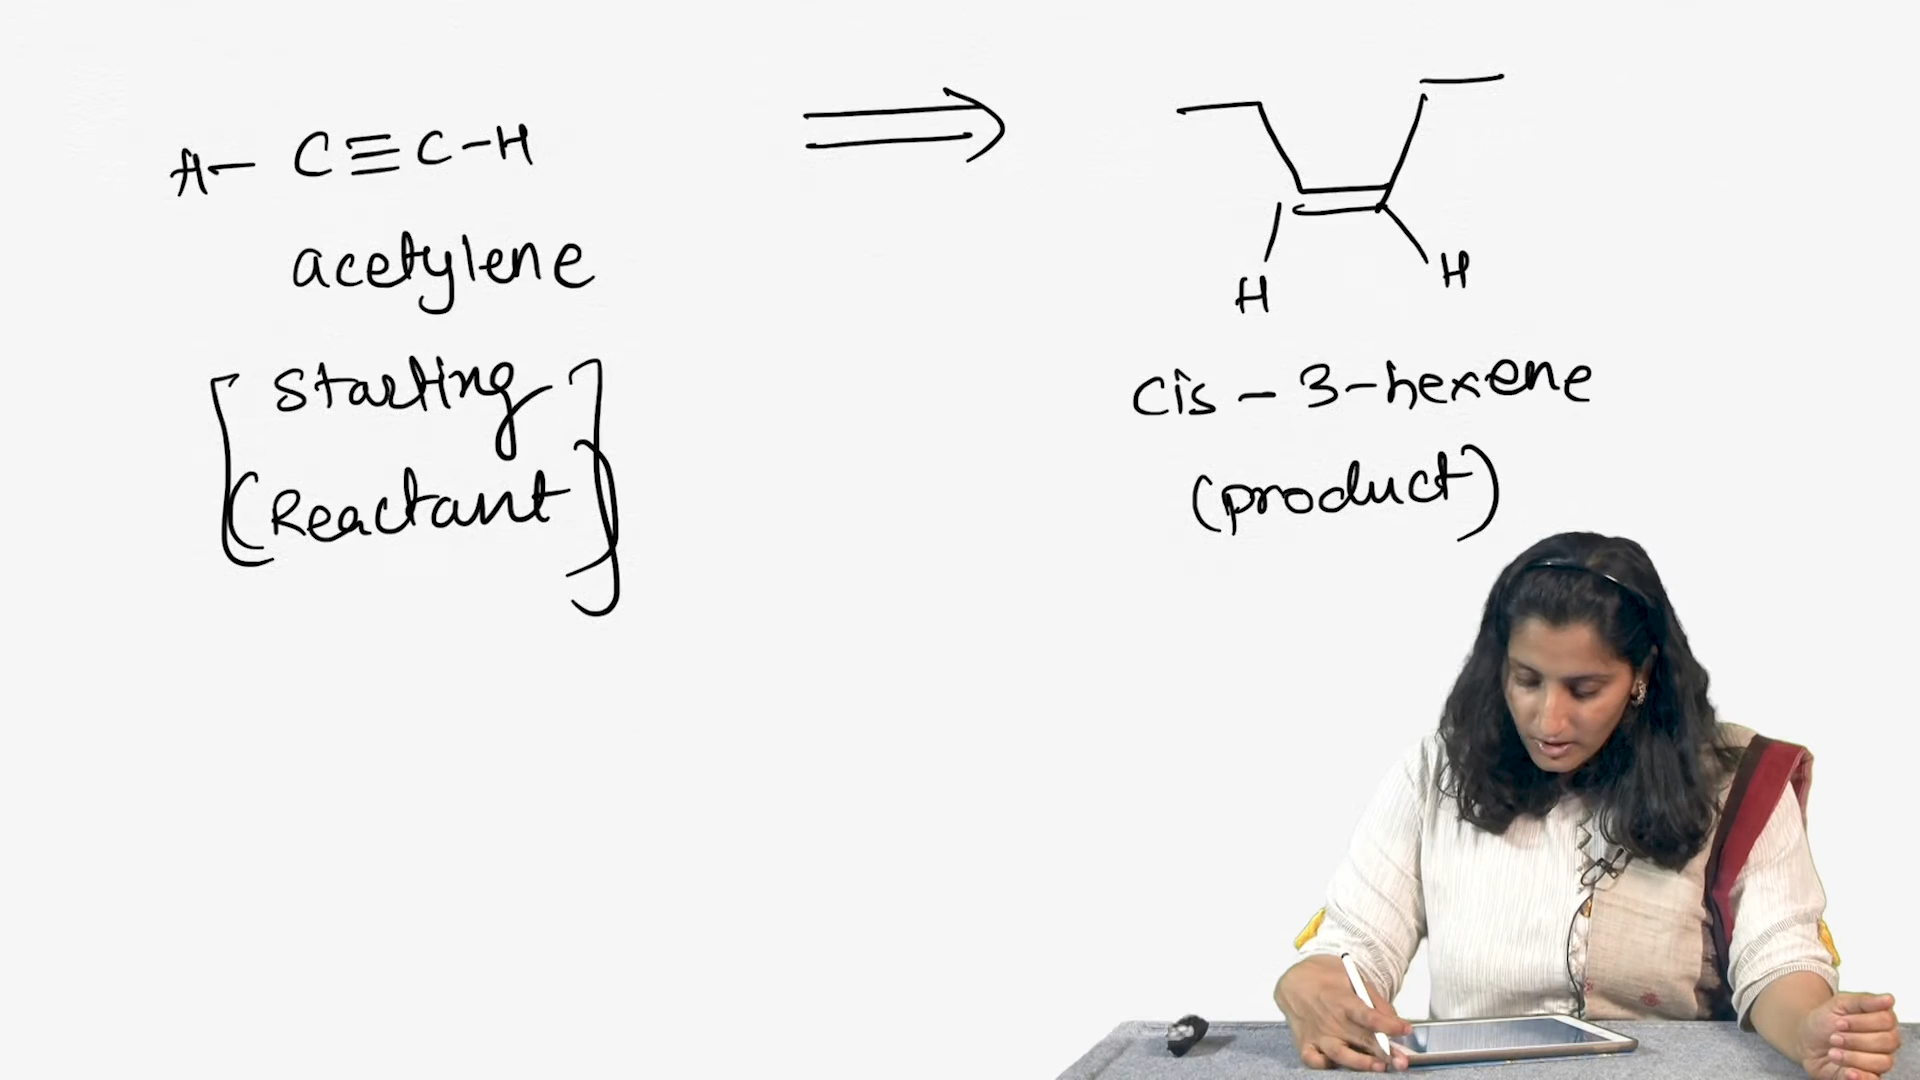 H- C≡C-H
acetylene
[Starting]
(Reactant)
H
H
cis - 3-hexene
(product)